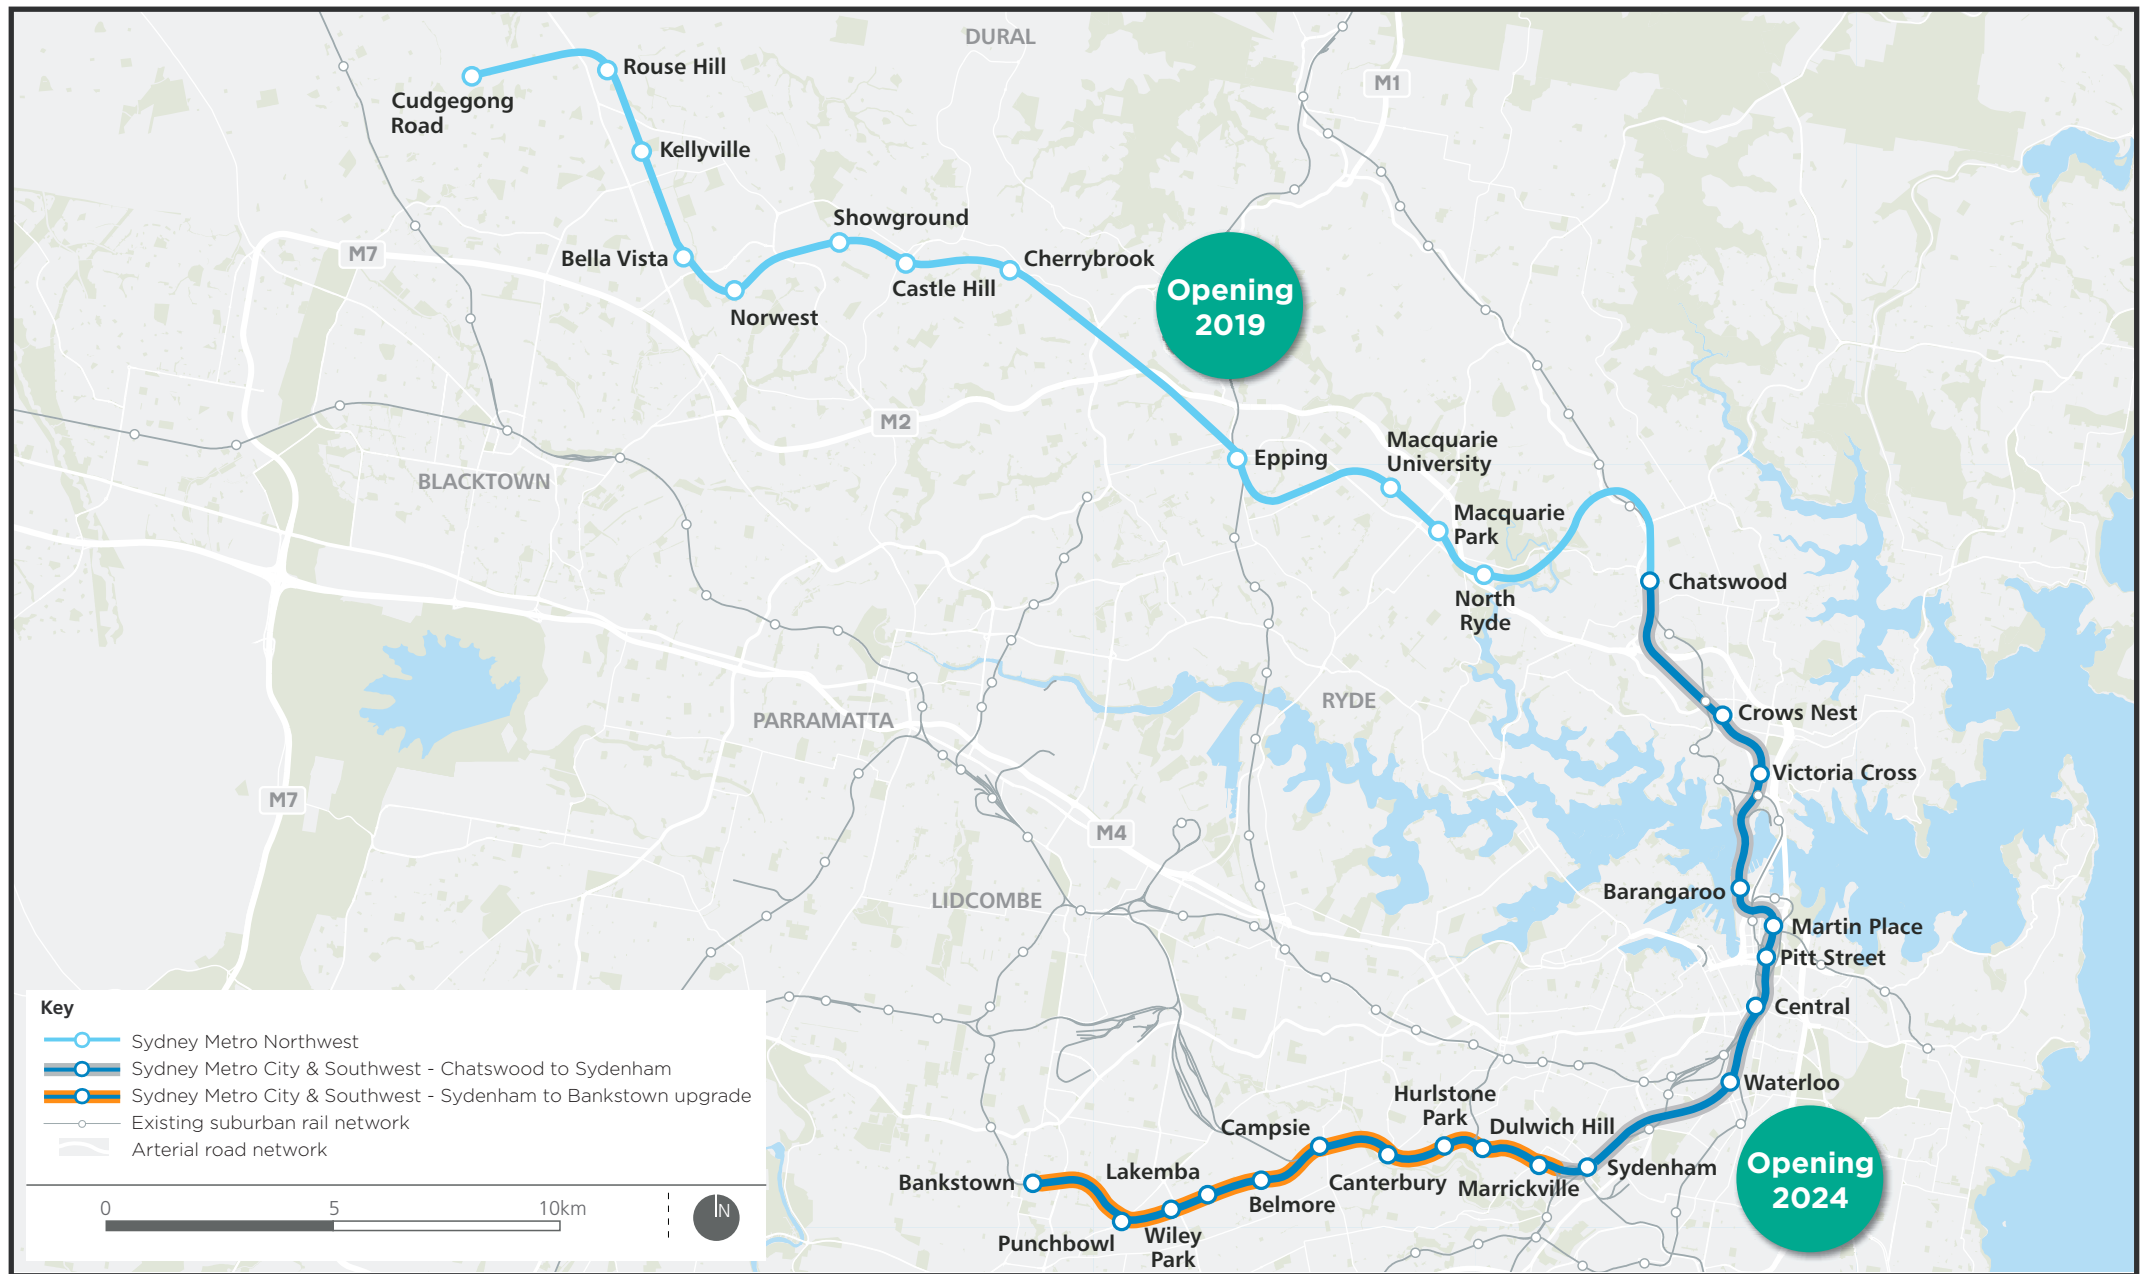 DURAL
M1
Rouse Hill
Cudgegong
Road
Kellyville
Showground
M7
Bella Vista
Cherrybrook
Castle Hill
Norwest
Opening
2019
M2
Macquarie
University
Epping
BLACKTOWN
Macquarie
Park
Chatswood
North
Ryde
RYDE
PARRAMATTA
Crows Nest
Victoria Cross
M7
M4
Barangaroo
LIDCOMBE
Martin Place
Pitt Street
Central
Waterloo
Hurlstone
Park
Campsie
Dulwich Hill
Lakemba
Bankstown
Sydenham
Canterbury
Marrickville
Belmore
Punchbowl
Wiley
Park
Opening
2024
Key
Sydney Metro Northwest
Sydney Metro City & Southwest - Chatswood to Sydenham
Sydney Metro City & Southwest - Sydenham to Bankstown upgrade
Existing suburban rail network
Arterial road network
0 5 10km
N